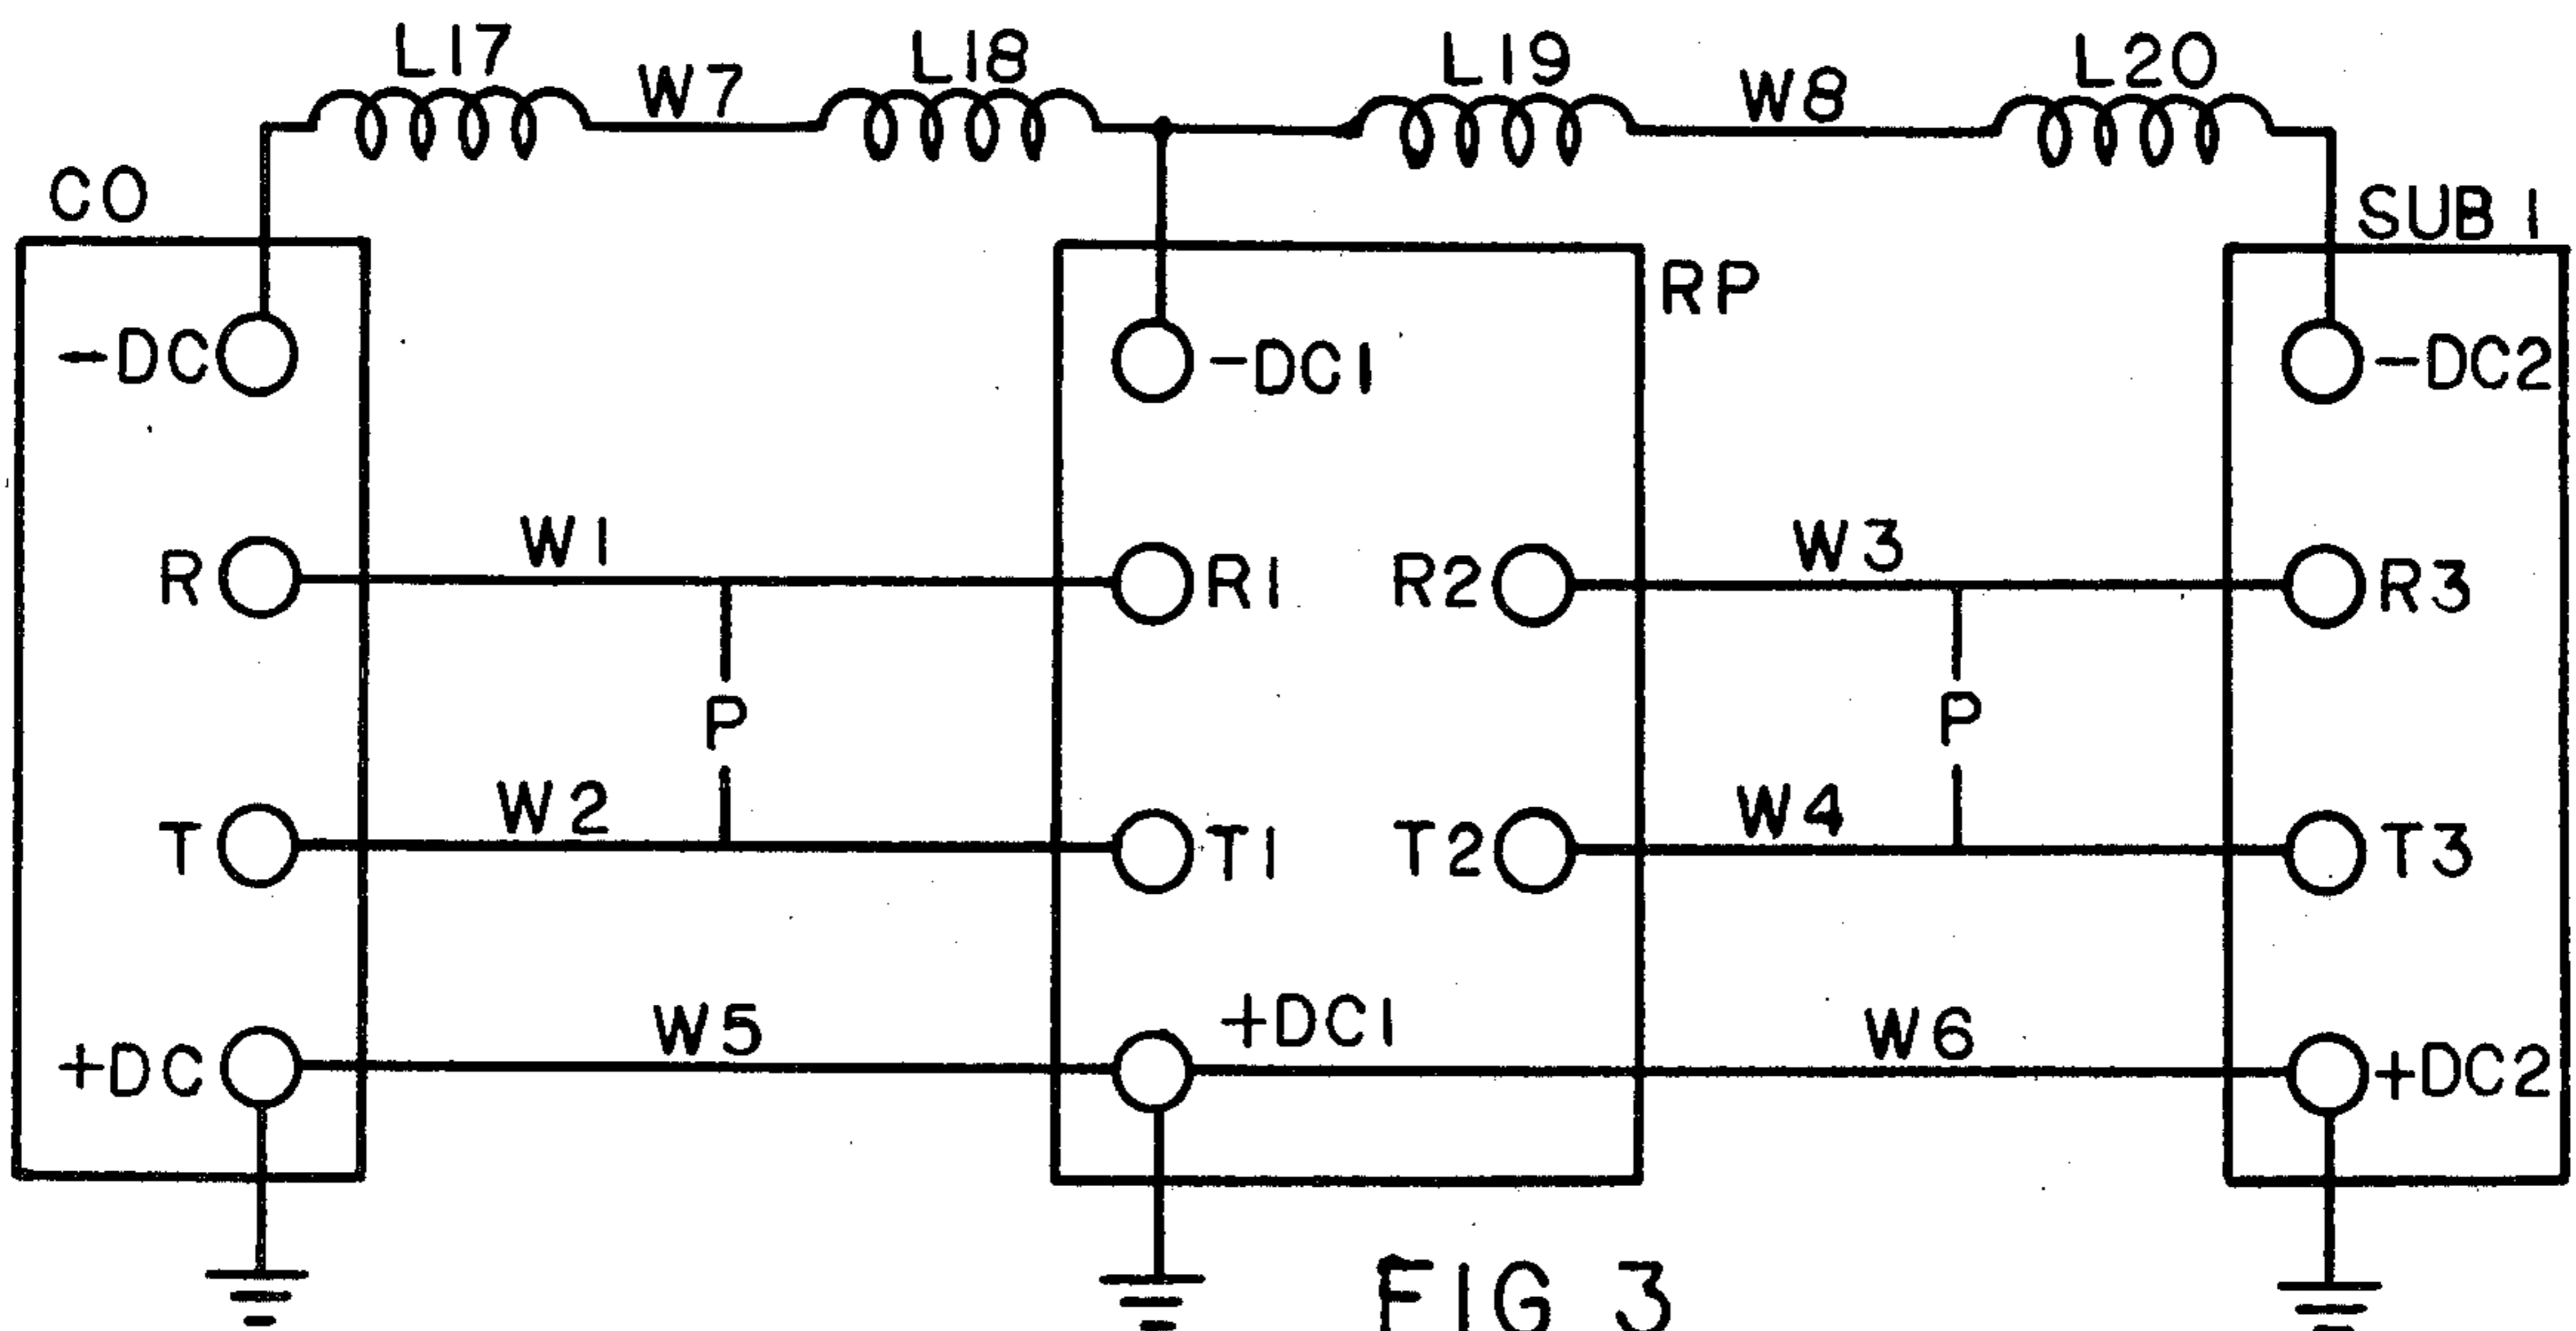 L17 W7 L18 L19 W8 L20
CO SUB 1
RP
-DC -DC1 -DC2
R W1 R1 R2 W3 R3
P P
T W2 T1 T2 W4 T3
+DC W5 +DC1 W6 +DC2
FIG 3